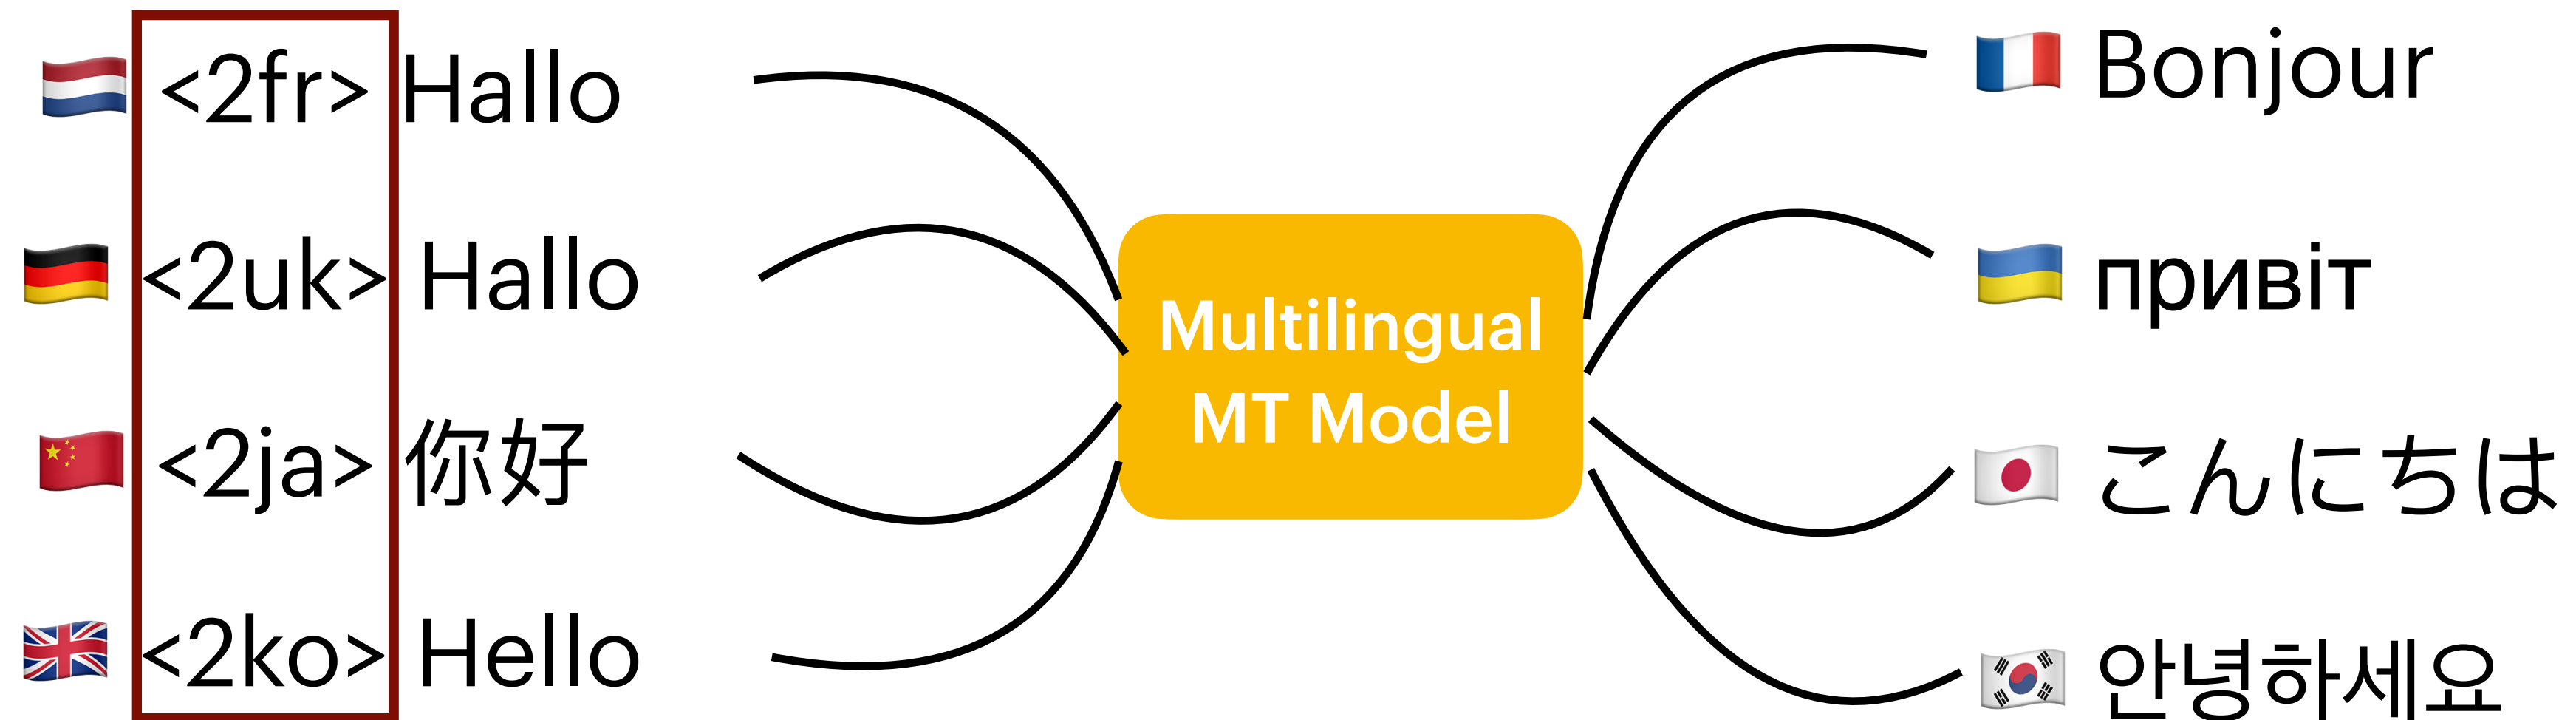 <2fr> Hallo
<2uk> Hallo
<2ja> 你好
<2ko> Hello
Multilingual
MT Model
Bonjour
привіт
こんにちは
안녕하세요